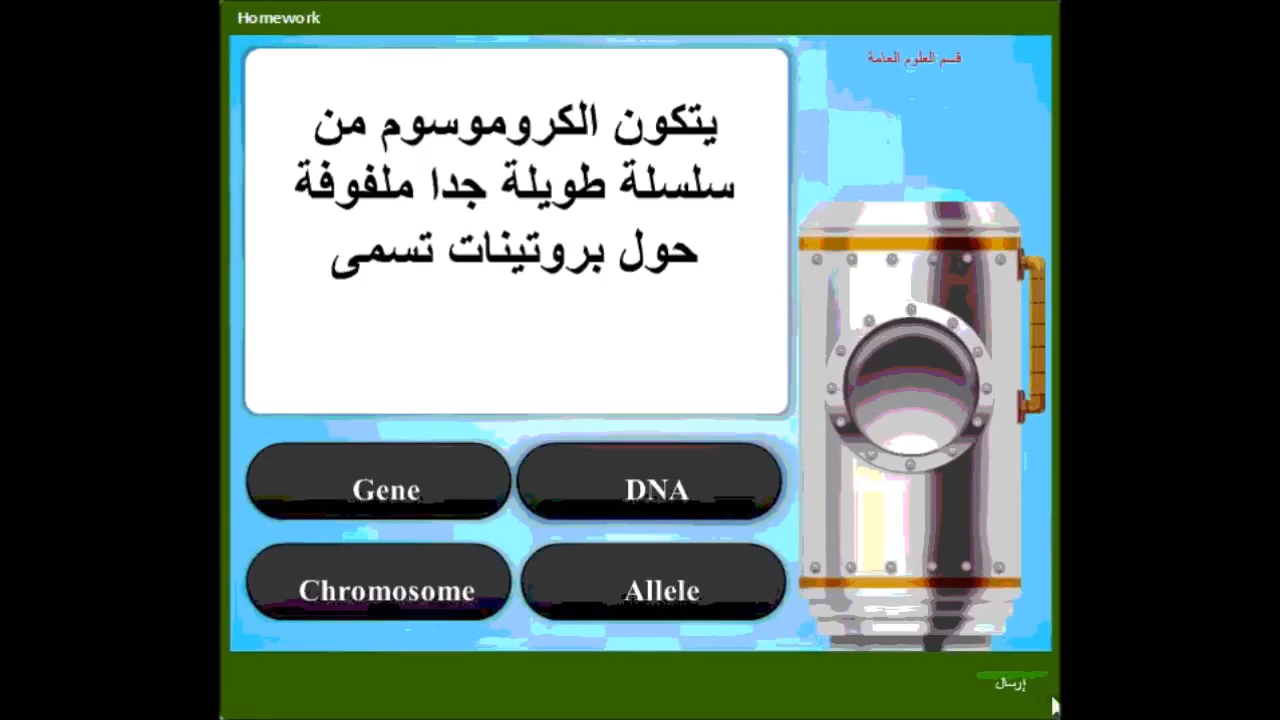 Homework
قسم العلوم العامة
يتكون الكروموسوم من
سلسلة طويلة جدا ملفوفة
حول بروتينات تسمى
Gene
DNA
Chromosome
Allele
إرسال